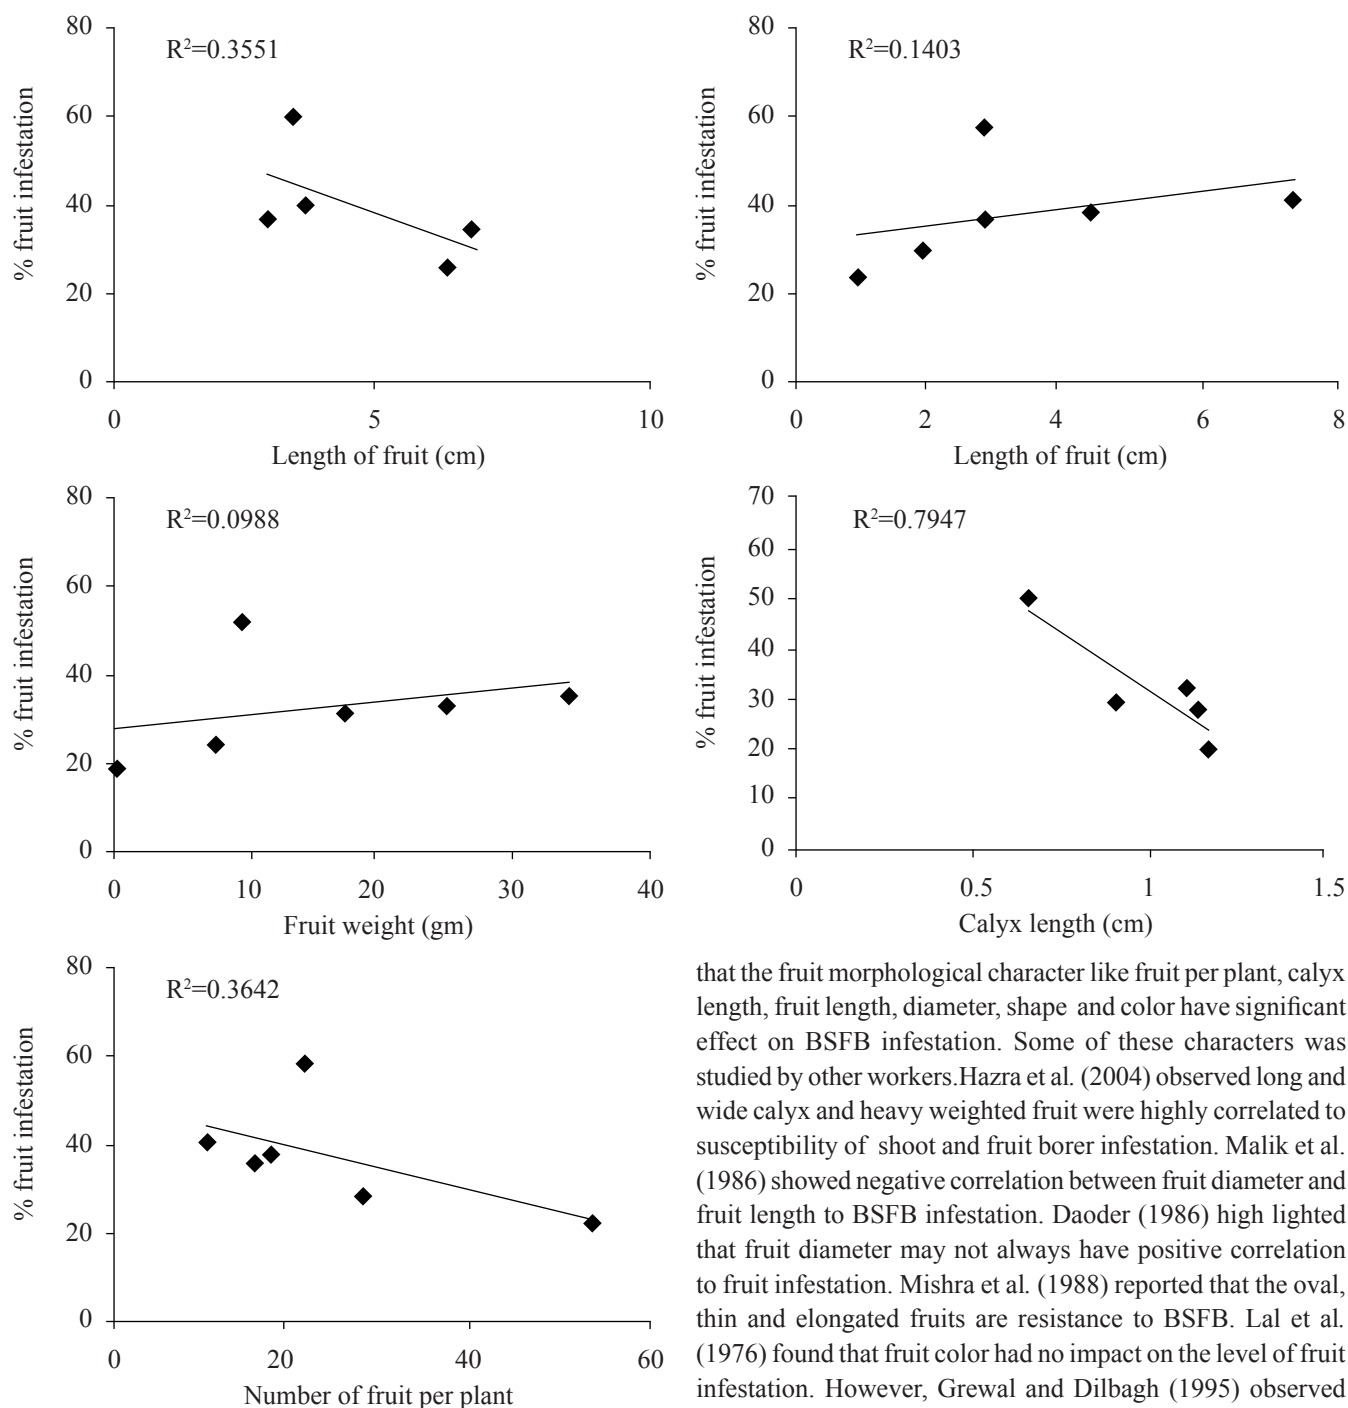 80
60
40
20
0
% fruit infestation
R²=0.3551
0 5 10
Length of fruit (cm)
80
60
40
20
0
% fruit infestation
R²=0.1403
0 2 4 6 8
Length of fruit (cm)
80
60
40
20
0
% fruit infestation
R²=0.0988
0 10 20 30 40
Fruit weight (gm)
70
60
50
40
30
20
10
0
% fruit infestation
R²=0.7947
0 0.5 1 1.5
Calyx length (cm)
80
60
40
20
0
% fruit infestation
R²=0.3642
0 20 40 60
Number of fruit per plant
that the fruit morphological character like fruit per plant, calyx
length, fruit length, diameter, shape and color have significant
effect on BSFB infestation. Some of these characters was
studied by other workers.Hazra et al. (2004) observed long and
wide calyx and heavy weighted fruit were highly correlated to
susceptibility of shoot and fruit borer infestation. Malik et al.
(1986) showed negative correlation between fruit diameter and
fruit length to BSFB infestation. Daoder (1986) high lighted
that fruit diameter may not always have positive correlation
to fruit infestation. Mishra et al. (1988) reported that the oval,
thin and elongated fruits are resistance to BSFB. Lal et al.
(1976) found that fruit color had no impact on the level of fruit
infestation. However, Grewal and Dilbagh (1995) observed